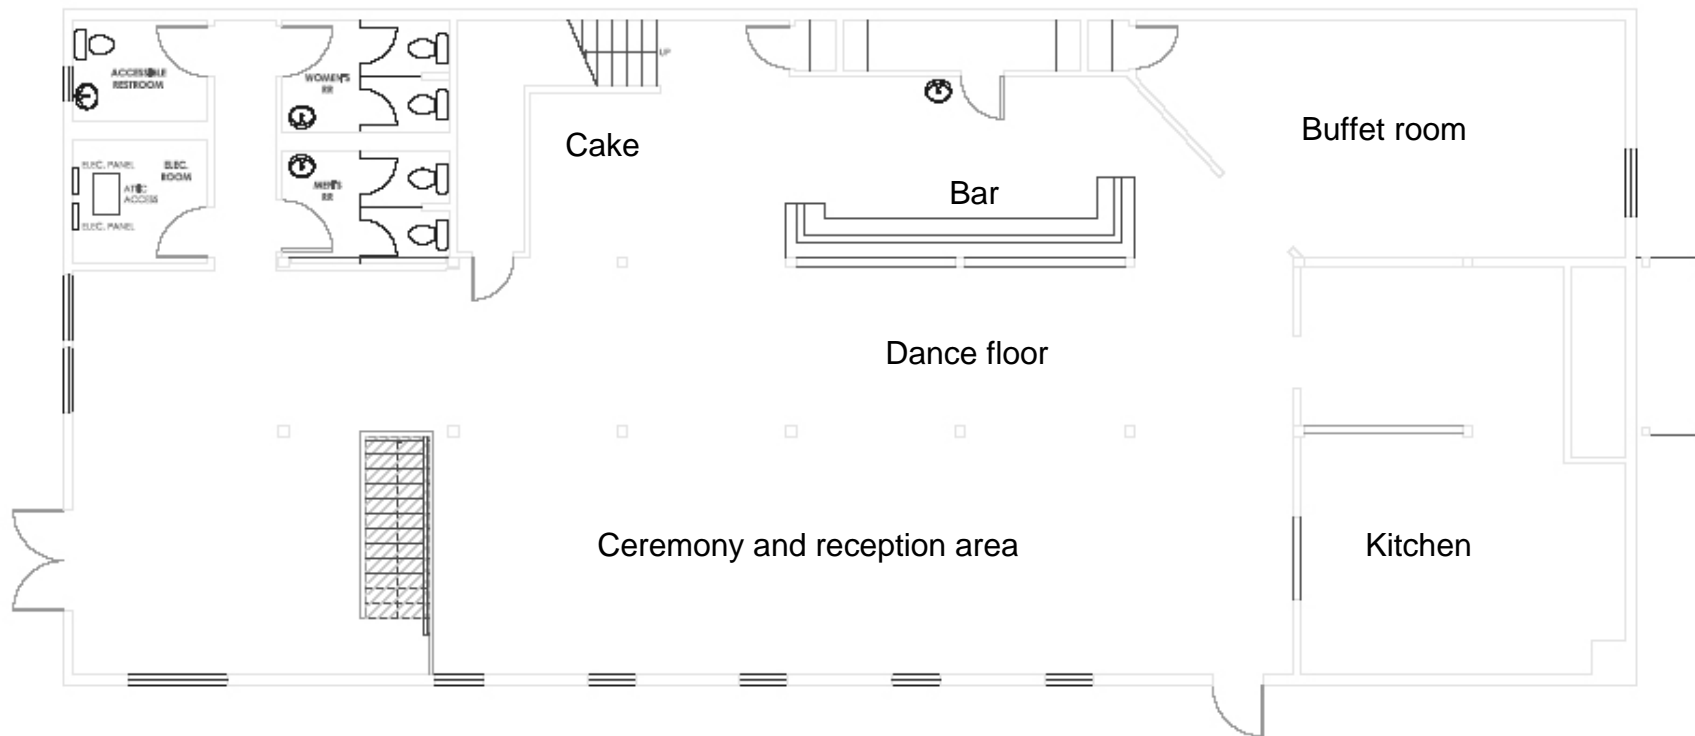 ACCESSIBLE
RESTROOM
WOMEN'S
RR
UP
Cake
Buffet room
ELEC. PANEL
ELEC.
ROOM
ATTIC
ACCESS
ELEC. PANEL
MEN'S
RR
Bar
Dance floor
Ceremony and reception area
Kitchen